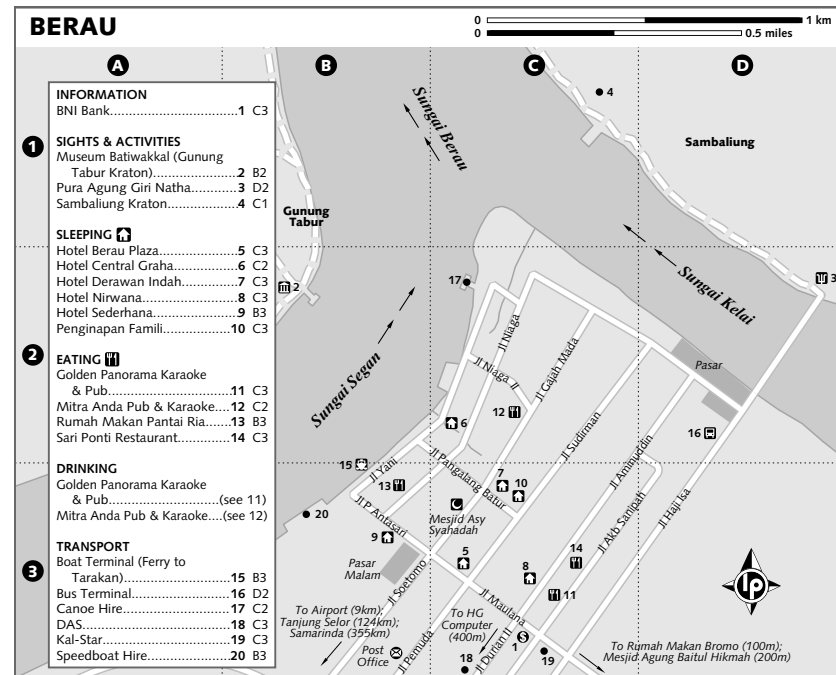 BERAU
0 1 km
0 0.5 miles
A B C D
INFORMATION
BNI Bank................................1 C3
1
SIGHTS & ACTIVITIES
Museum Batiwakkal (Gunung
Tabur Kraton).....................2 B2
Pura Agung Giri Natha..........3 D2
Sambaliung Kraton................4 C1
SLEEPING
Hotel Berau Plaza...................5 C3
Hotel Central Graha...............6 C2
Hotel Derawan Indah.............7 C3
Hotel Nirwana........................8 C3
Hotel Sederhana.....................9 B3
Penginapan Famili................10 C3
2
EATING
Golden Panorama Karaoke
& Pub................................11 C3
Mitra Anda Pub & Karaoke....12 C2
Rumah Makan Pantai Ria......13 B3
Sari Ponti Restaurant............14 C3
DRINKING
Golden Panorama Karaoke
& Pub............................(see 11)
Mitra Anda Pub & Karaoke....(see 12)
3
TRANSPORT
Boat Terminal (Ferry to
Tarakan)...........................15 B3
Bus Terminal........................16 D2
Canoe Hire...........................17 C2
DAS.....................................18 C3
Kal-Star................................19 C3
Speedboat Hire....................20 B3
4
Sungai Berau
Sambaliung
Gunung
Tabur
2
17
Sungai Kelai
3
Sungai Segan
Jl Niaga
Jl Niaga II
Jl Gajah Mada
Pasar
12
6
Jl Sudirman
16
Jl Aminuddin
15
Jl Yani
Jl Pangalang Batur
7
10
13
Jl Akb Sanipah
Jl Haji Isa
20
Jl P Antasari
Mesjid Asy
Syahadah
9
Pasar
Malam
5
14
8
11
lp
Jl Soetomo
Jl Maulana
To Airport (9km);
Tanjung Selor (124km);
Samarinda (355km)
To HG
Computer
(400m)
Post
Office
Jl Pemuda
18
Jl Durian II
1
19
To Rumah Makan Bromo (100m);
Mesjid Agung Baitul Hikmah (200m)